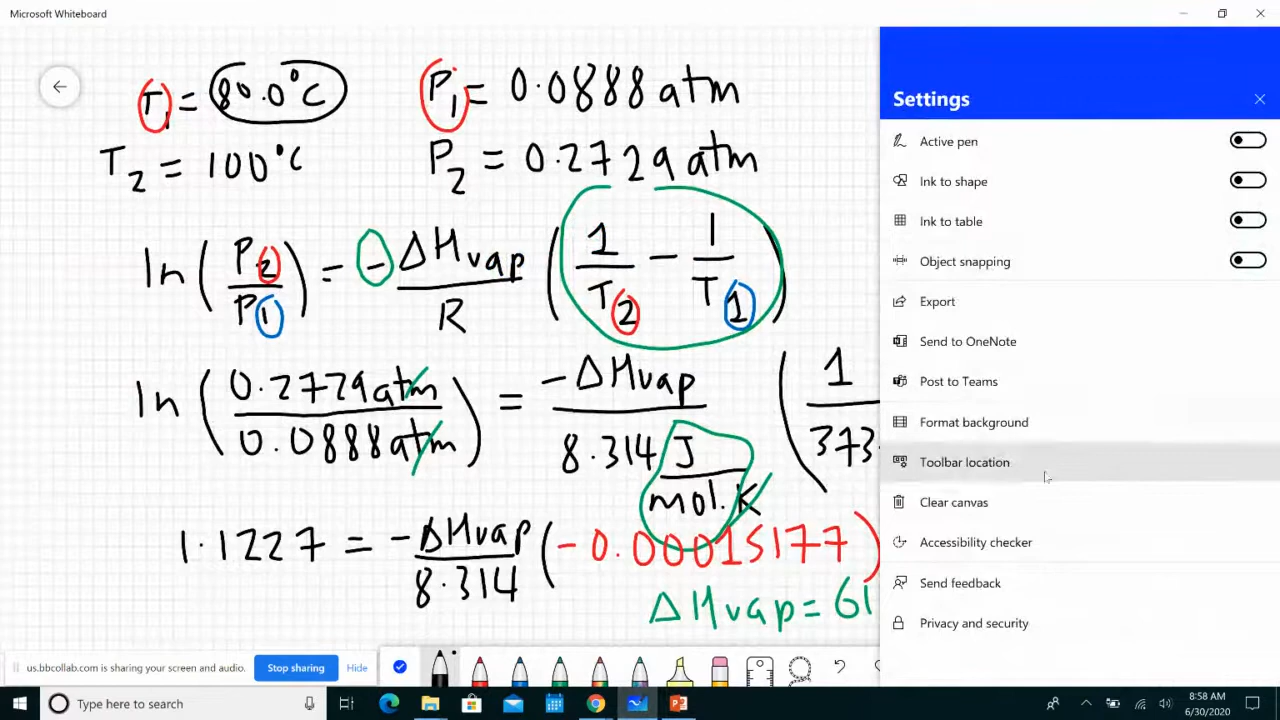 Microsoft Whiteboard
T₁ = 80.0°C P₁ = 0.0888 atm
T₂ = 100°C P₂ = 0.2729 atm
ln (P₂/P₁) = -ΔHvap/R (1/T₂ - 1/T₁)
ln (0.2729 atm/0.0888 atm) = -ΔHvap/8.314 J/mol.K (1/373.
1.1227 = -ΔHvap/8.314 (-0.00015177)
ΔHvap = 61
Settings
Active pen
Ink to shape
Ink to table
Object snapping
Export
Send to OneNote
Post to Teams
Format background
Toolbar location
Clear canvas
Accessibility checker
Send feedback
Privacy and security
us.bbcollab.com is sharing your screen and audio. Stop sharing Hide
Type here to search
8:58 AM
6/30/2020